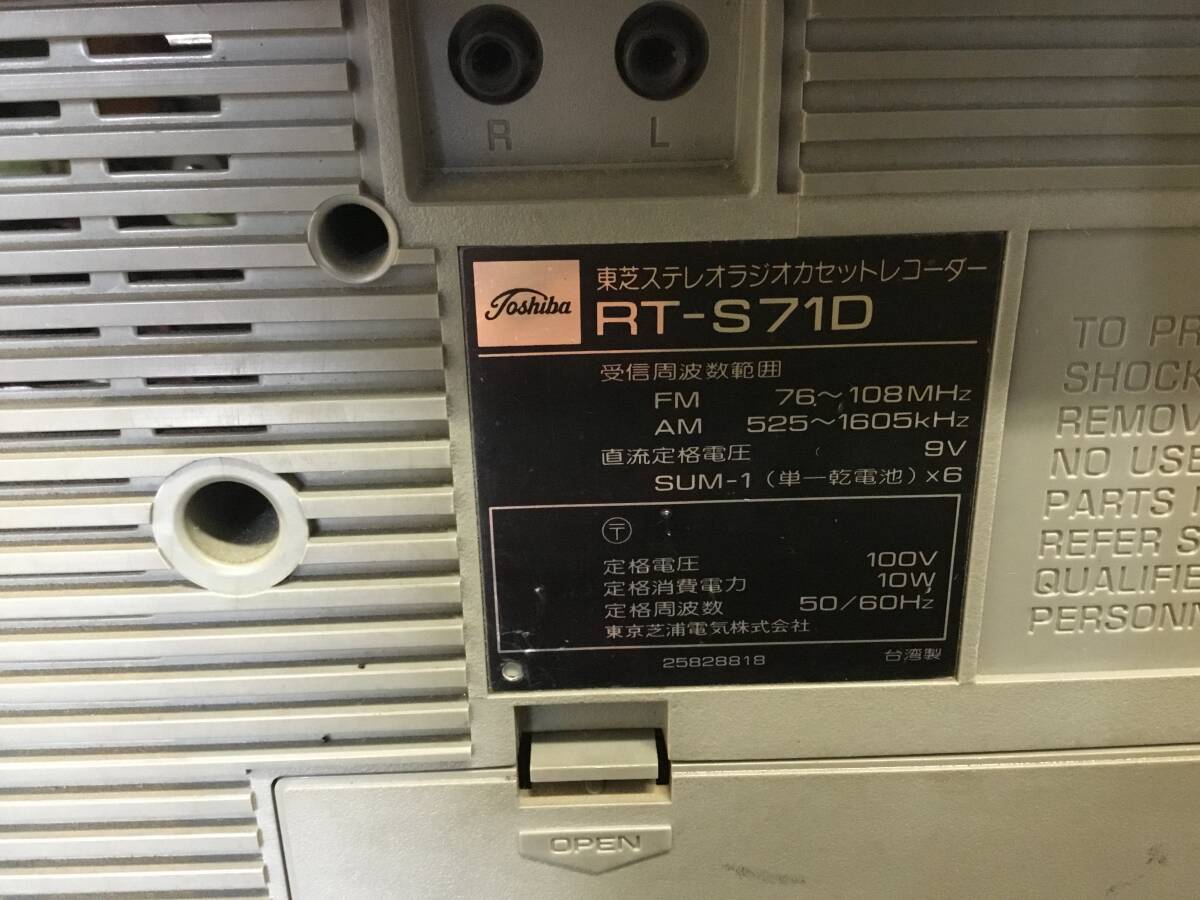 R L
Toshiba
東芝ステレオラジオカセットレコーダー
RT-S71D
受信周波数範囲
FM 76~108MHz
AM 525~1605kHz
直流定格電圧 9V
SUM-1(単一乾電池)×6
〒
定格電圧 100V
定格消費電力 10W
定格周波数 50/60Hz
東京芝浦電気株式会社
25828818 台湾製
TO PR
SHOCK
REMOV
NO USE
PARTS
REFER S
QUALIFIE
PERSON
OPEN